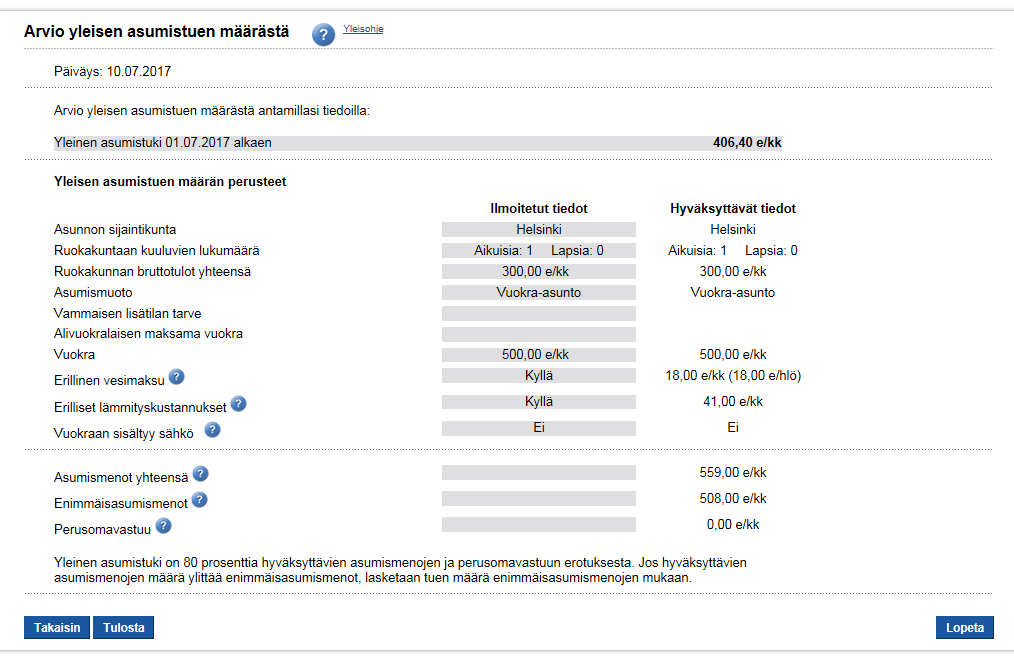 Arvio yleisen asumistuen määrästä ? Yleisohje
Päiväys: 10.07.2017
Arvio yleisen asumistuen määrästä antamillasi tiedoilla:
Yleinen asumistuki 01.07.2017 alkaen 406,40 e/kk
Yleisen asumistuen määrän perusteet
Ilmoitetut tiedot Hyväksyttävät tiedot
Asunnon sijaintikunta Helsinki Helsinki
Ruokakuntaan kuuluvien lukumäärä Aikuisia: 1 Lapsia: 0 Aikuisia: 1 Lapsia: 0
Ruokakunnan bruttotulot yhteensä 300,00 e/kk 300,00 e/kk
Asumismuoto Vuokra-asunto Vuokra-asunto
Vammaisen lisätilan tarve
Alivuokralaisen maksama vuokra
Vuokra 500,00 e/kk 500,00 e/kk
Erillinen vesimaksu ? Kyllä 18,00 e/kk (18,00 e/hlö)
Erilliset lämmityskustannukset ? Kyllä 41,00 e/kk
Vuokraan sisältyy sähkö ? Ei Ei
Asumismenot yhteensä ? 559,00 e/kk
Enimmäisasumismenot ? 508,00 e/kk
Perusomavastuu ? 0,00 e/kk
Yleinen asumistuki on 80 prosenttia hyväksyttävien asumismenojen ja perusomavastuun erotuksesta. Jos hyväksyttävien
asumismenojen määrä ylittää enimmäisasumismenot, lasketaan tuen määrä enimmäisasumismenojen mukaan.
Takaisin Tulosta Lopeta